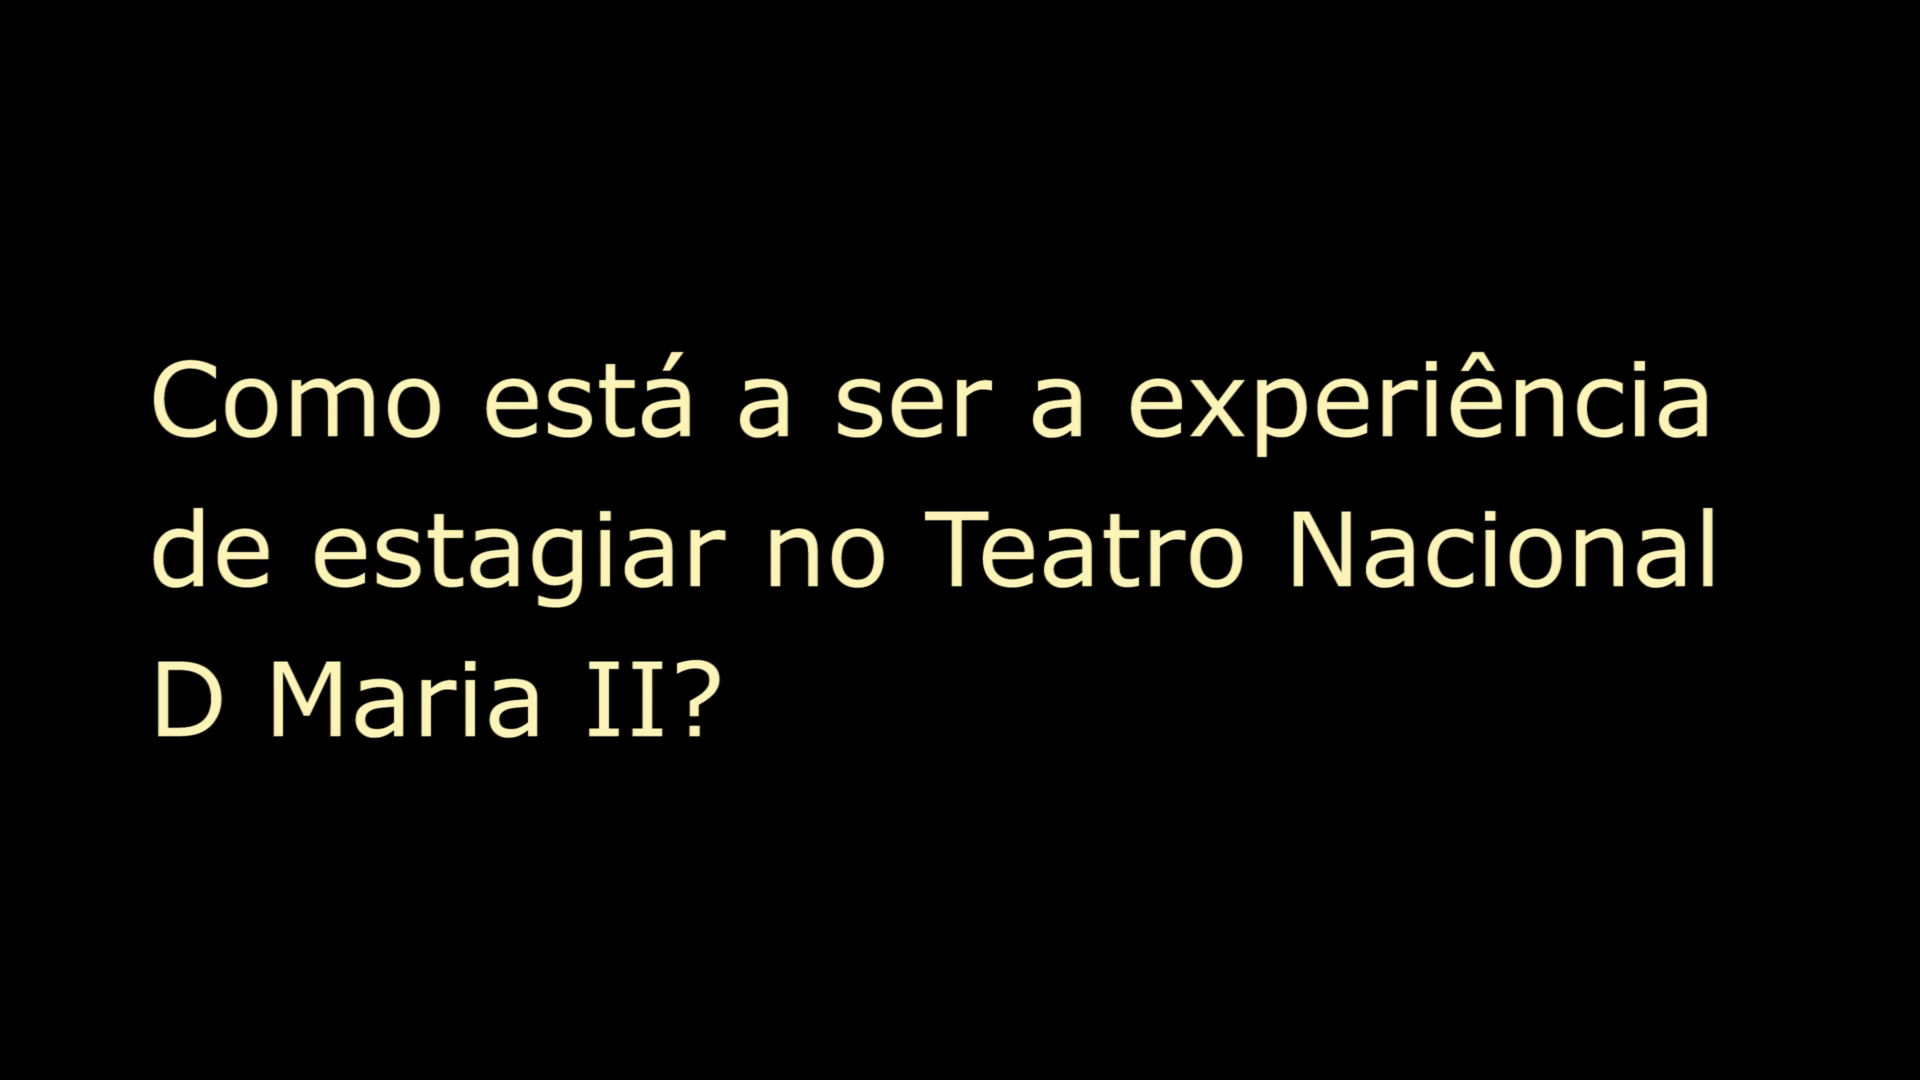 Como está a ser a experiência
de estagiar no Teatro Nacional
D Maria II?